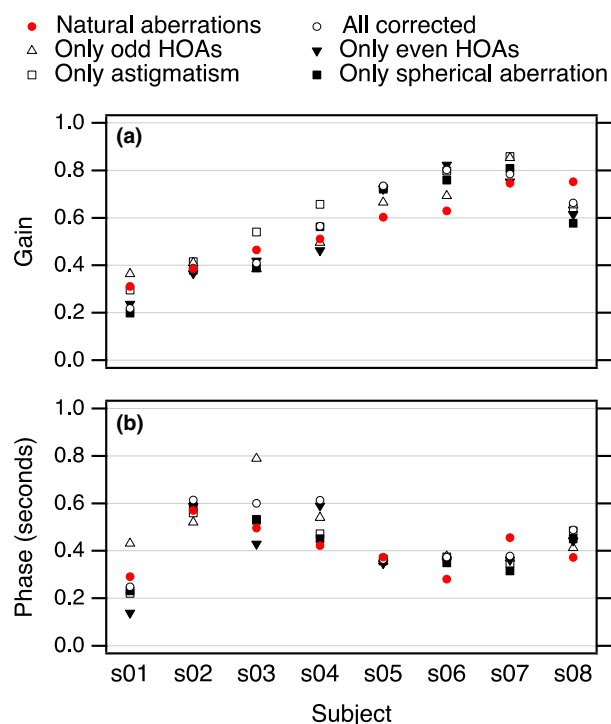 Natural aberrations All corrected
Only odd HOAs Only even HOAs
Only astigmatism Only spherical aberration
(a)
1.0
0.8
0.6
0.4
0.2
0.0
Gain
(b)
1.0
0.8
0.6
0.4
0.2
0.0
Phase (seconds)
s01 s02 s03 s04 s05 s06 s07 s08
Subject